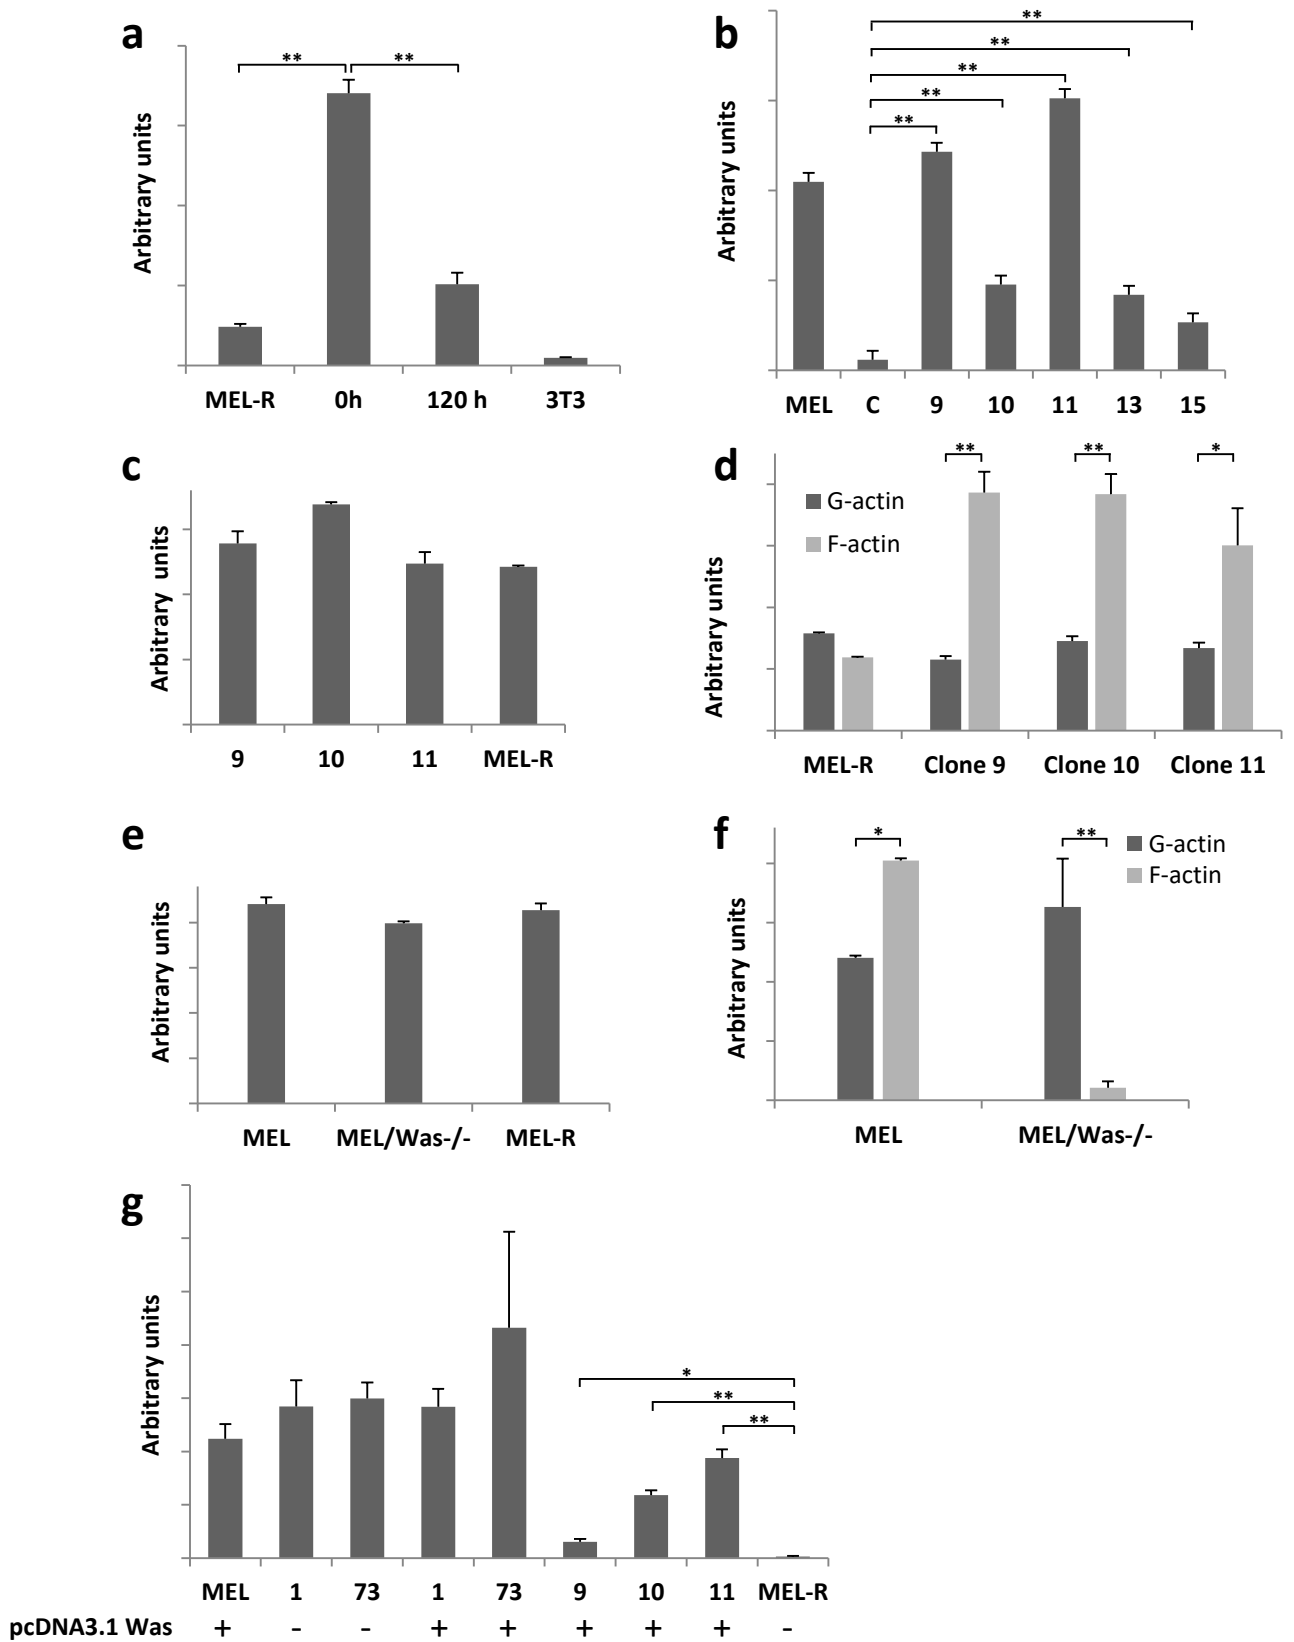 a
** **
Arbitrary units
MEL-R 0h 120 h 3T3
b
**
**
**
**
**
Arbitrary units
MEL C 9 10 11 13 15
c
Arbitrary units
9 10 11 MEL-R
d
** ** *
G-actin
F-actin
Arbitrary units
MEL-R Clone 9 Clone 10 Clone 11
e
Arbitrary units
MEL MEL/Was-/- MEL-R
f
* **
G-actin
F-actin
Arbitrary units
MEL MEL/Was-/-
g
*
**
**
Arbitrary units
MEL 1 73 1 73 9 10 11 MEL-R
pcDNA3.1 Was + - - + + + + + -